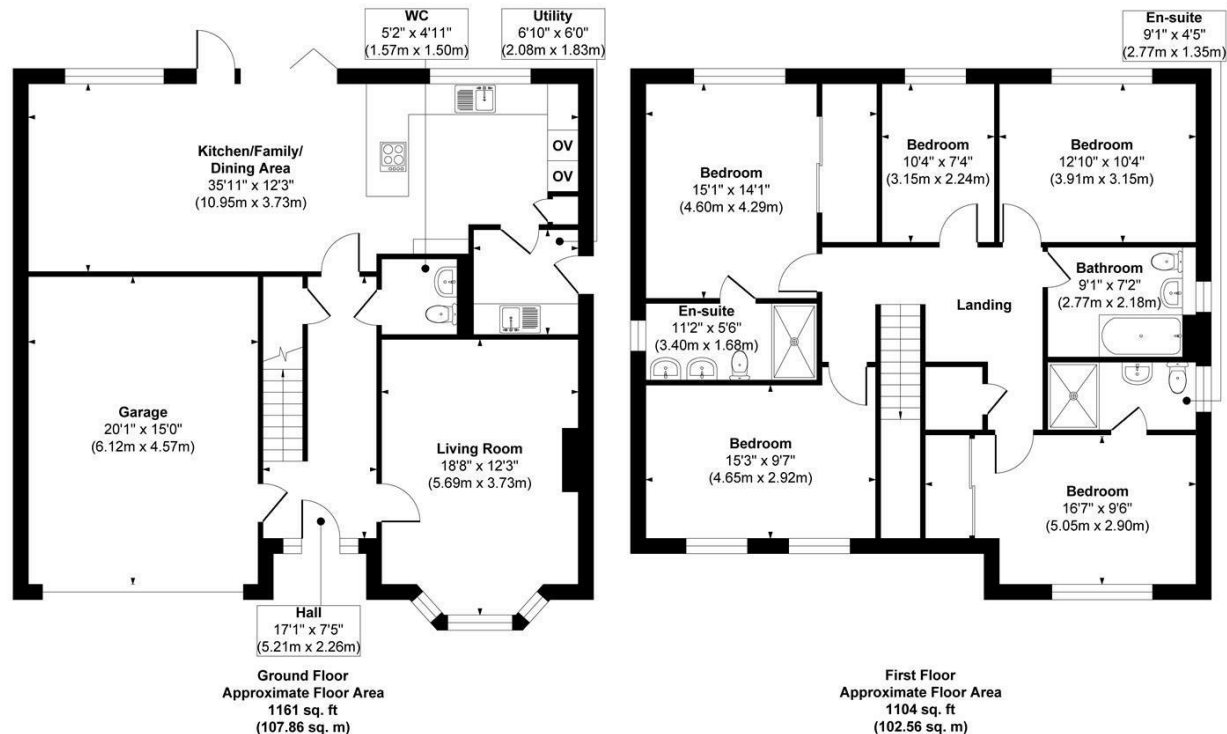 WC
5'2" x 4'11"
(1.57m x 1.50m)
Utility
6'10" x 6'0"
(2.08m x 1.83m)
Kitchen/Family/
Dining Area
35'11" x 12'3"
(10.95m x 3.73m)
OV
OV
Garage
20'1" x 15'0"
(6.12m x 4.57m)
Living Room
18'8" x 12'3"
(5.69m x 3.73m)
Hall
17'1" x 7'5"
(5.21m x 2.26m)
Ground Floor
Approximate Floor Area
1161 sq. ft
(107.86 sq. m)
En-suite
9'1" x 4'5"
(2.77m x 1.35m)
Bedroom
15'1" x 14'1"
(4.60m x 4.29m)
Bedroom
10'4" x 7'4"
(3.15m x 2.24m)
Bedroom
12'10" x 10'4"
(3.91m x 3.15m)
Bathroom
9'1" x 7'2"
(2.77m x 2.18m)
Landing
En-suite
11'2" x 5'6"
(3.40m x 1.68m)
Bedroom
15'3" x 9'7"
(4.65m x 2.92m)
Bedroom
16'7" x 9'6"
(5.05m x 2.90m)
First Floor
Approximate Floor Area
1104 sq. ft
(102.56 sq. m)